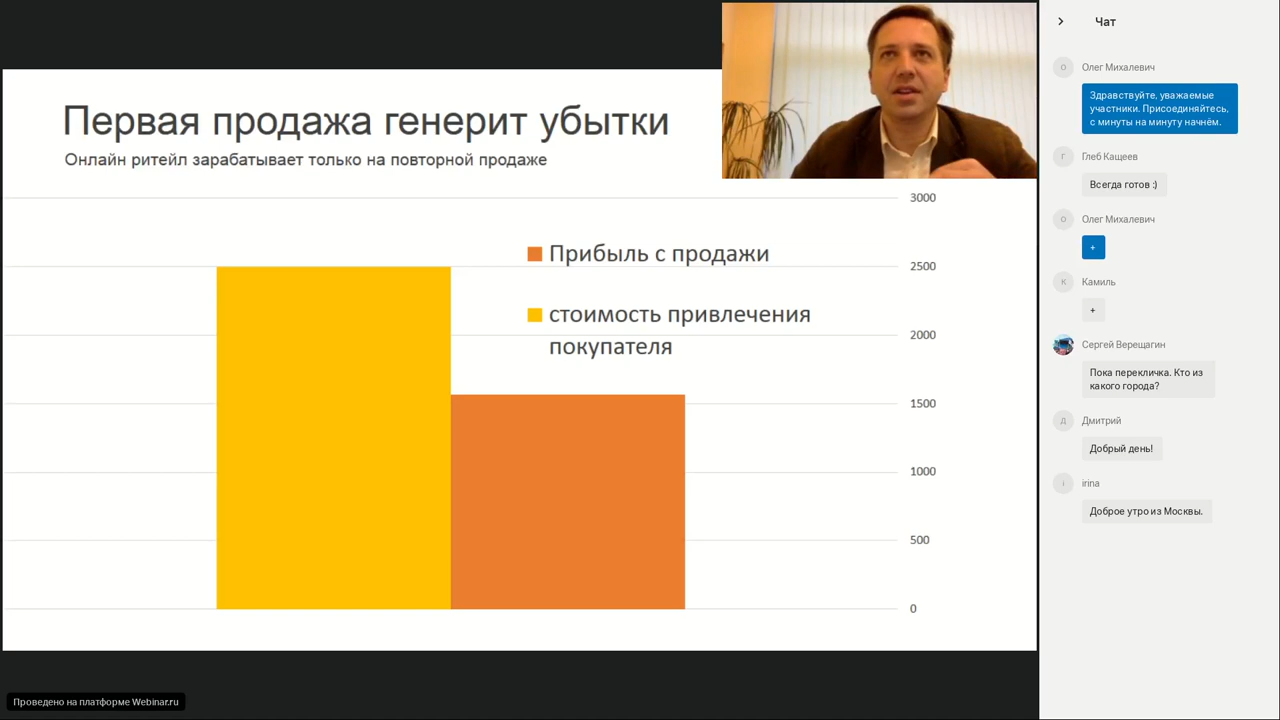 Первая продажа генерит убытки
Онлайн ритейл зарабатывает только на повторной продаже
3000
2500
2000
1500
1000
500
0
Прибыль с продажи
стоимость привлечения
покупателя
Проведено на платформе Webinar.ru
Чат
О
Олег Михалевич
Здравствуйте, уважаемые
участники. Присоединяйтесь,
с минуты на минуту начнём.
Г
Глеб Кащеев
Всегда готов :)
О
Олег Михалевич
+
К
Камиль
+
Сергей Верещагин
Пока перекличка. Кто из
какого города?
Д
Дмитрий
Добрый день!
i
irina
Доброе утро из Москвы.